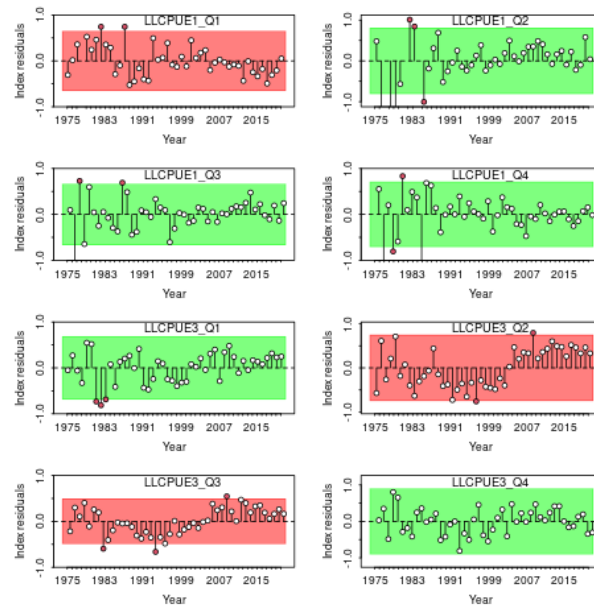 LLCPUE1_Q1
LLCPUE1_Q2
Index residuals
1.0
0.0
-1.0
Index residuals
1.0
0.0
-1.0
1975 1983 1991 1999 2007 2015
1975 1983 1991 1999 2007 2015
Year
Year
LLCPUE1_Q3
LLCPUE1_Q4
Index residuals
1.0
0.0
-1.0
Index residuals
1.0
0.0
-1.0
1975 1983 1991 1999 2007 2015
1975 1983 1991 1999 2007 2015
Year
Year
LLCPUE3_Q1
LLCPUE3_Q2
Index residuals
1.0
0.0
-1.0
Index residuals
1.0
0.0
-1.0
1975 1983 1991 1999 2007 2015
1975 1983 1991 1999 2007 2015
Year
Year
LLCPUE3_Q3
LLCPUE3_Q4
Index residuals
1.0
0.0
-1.0
Index residuals
1.0
0.0
-1.0
1975 1983 1991 1999 2007 2015
1975 1983 1991 1999 2007 2015
Year
Year